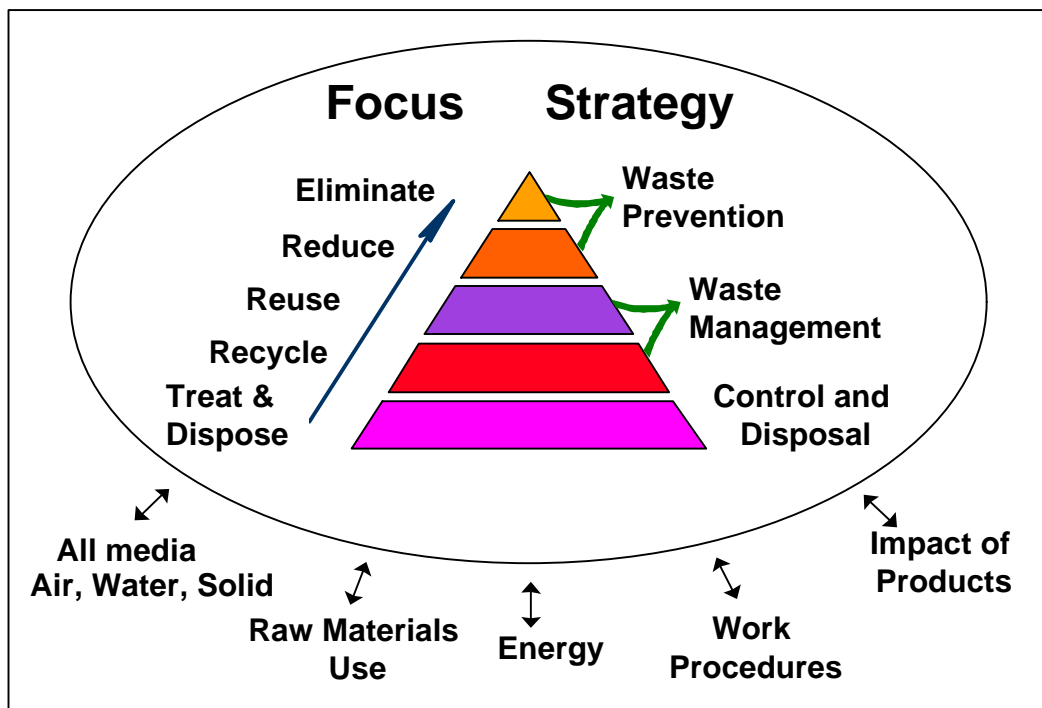 Focus Strategy
Eliminate
Reduce
Reuse
Recycle
Treat &
Dispose
Waste
Prevention
Waste
Management
Control and
Disposal
All media
Air, Water, Solid
Raw Materials
Use
Energy
Work
Procedures
Impact of
Products